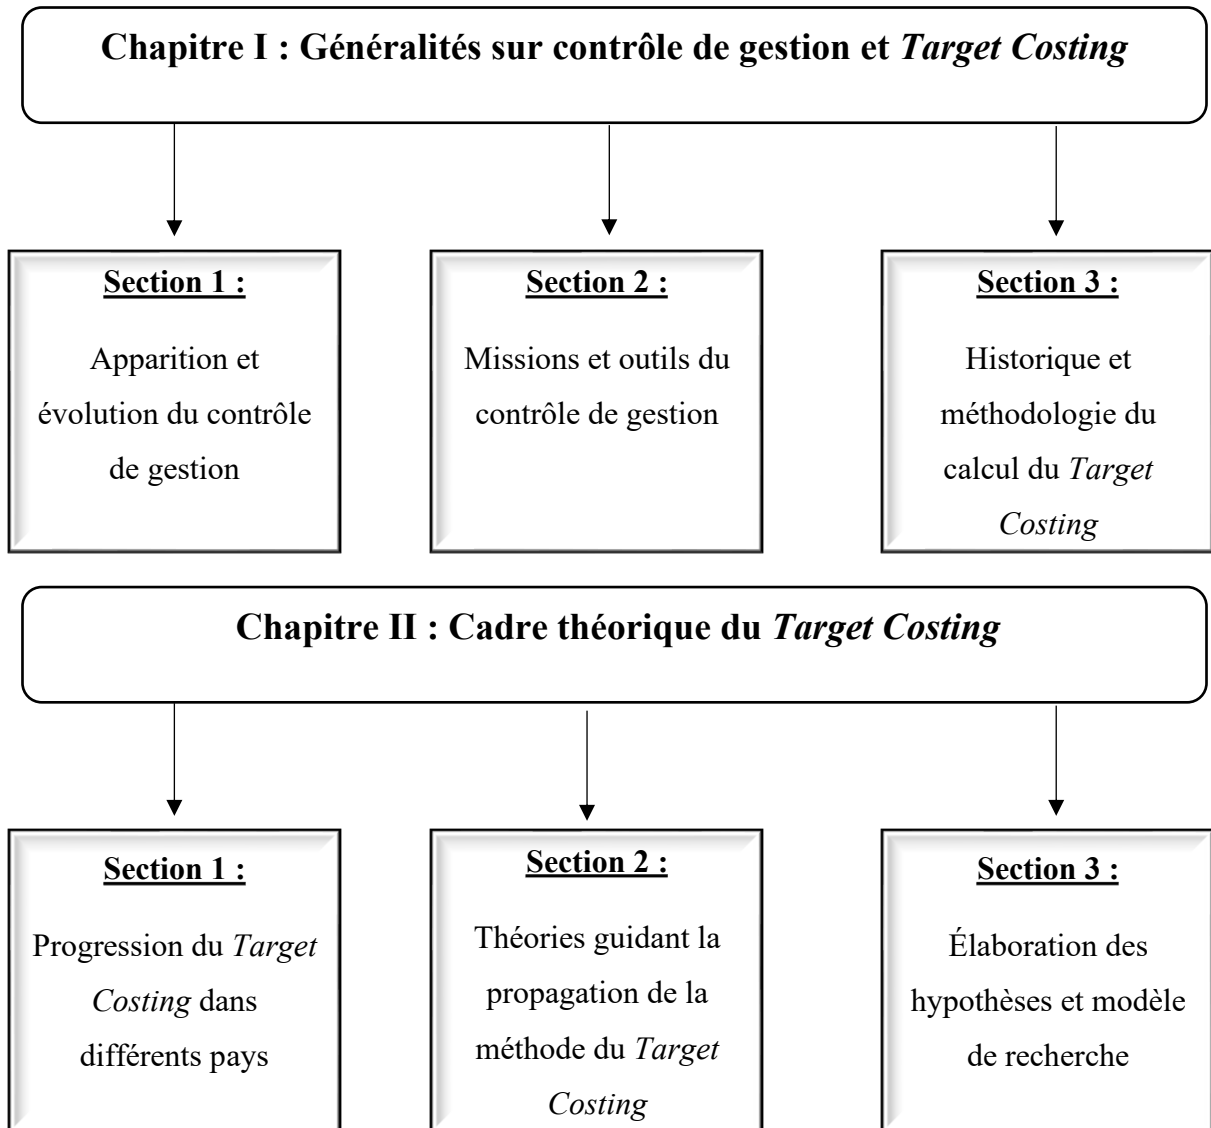 Chapitre I : Généralités sur contrôle de gestion et Target Costing
Section 1 :
Apparition et
évolution du contrôle
de gestion
Section 2 :
Missions et outils du
contrôle de gestion
Section 3 :
Historique et
méthodologie du
calcul du Target
Costing
Chapitre II : Cadre théorique du Target Costing
Section 1 :
Progression du Target
Costing dans
différents pays
Section 2 :
Théories guidant la
propagation de la
méthode du Target
Costing
Section 3 :
Élaboration des
hypothèses et modèle
de recherche